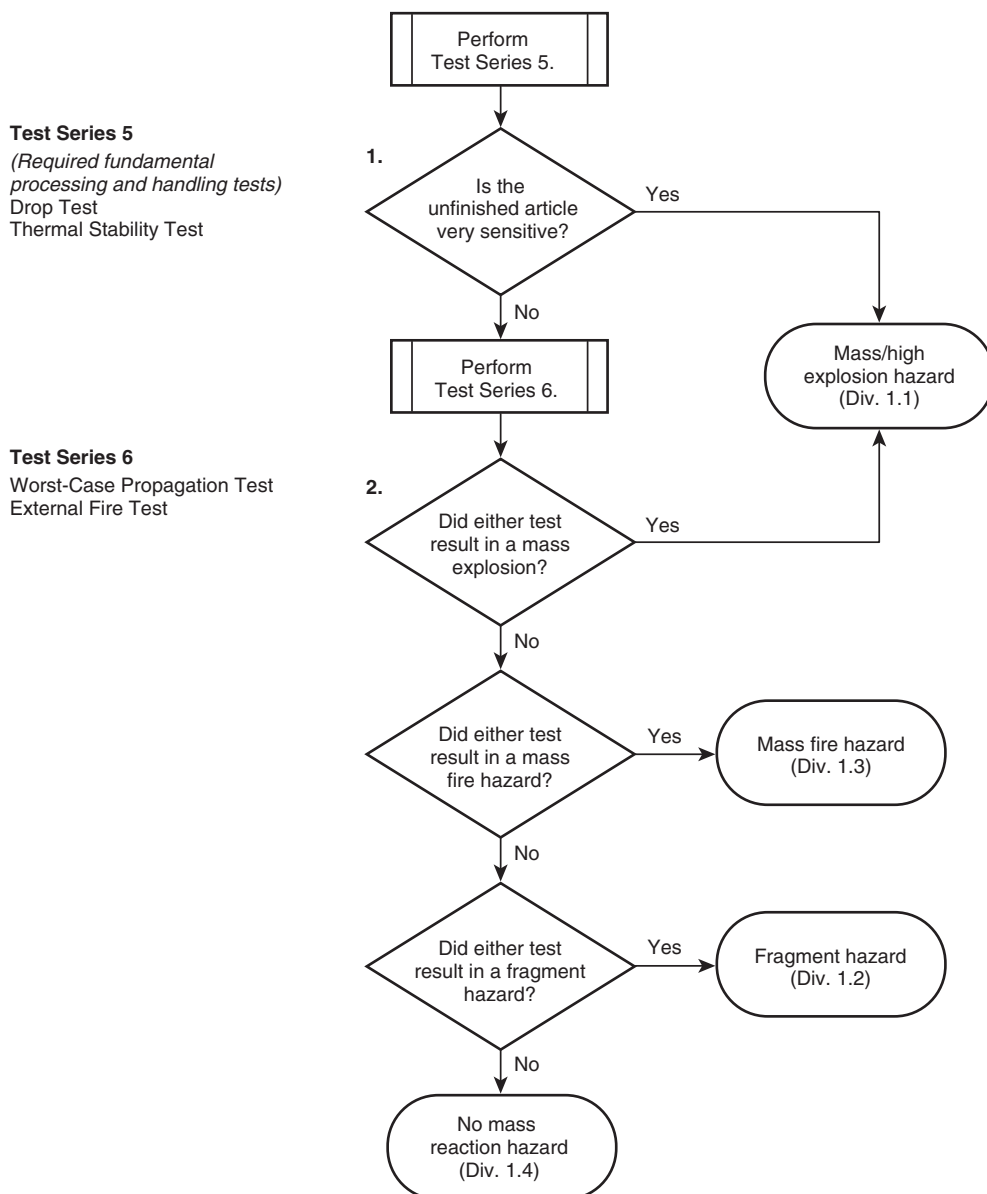 Perform
Test Series 5.
Test Series 5
(Required fundamental
processing and handling tests)
Drop Test
Thermal Stability Test
1.
Is the
unfinished article
very sensitive?
Yes
No
Perform
Test Series 6.
Mass/high
explosion hazard
(Div. 1.1)
Test Series 6
Worst-Case Propagation Test
External Fire Test
2.
Did either test
result in a mass
explosion?
Yes
No
Did either test
result in a mass
fire hazard?
Yes
Mass fire hazard
(Div. 1.3)
No
Did either test
result in a fragment
hazard?
Yes
Fragment hazard
(Div. 1.2)
No
No mass
reaction hazard
(Div. 1.4)